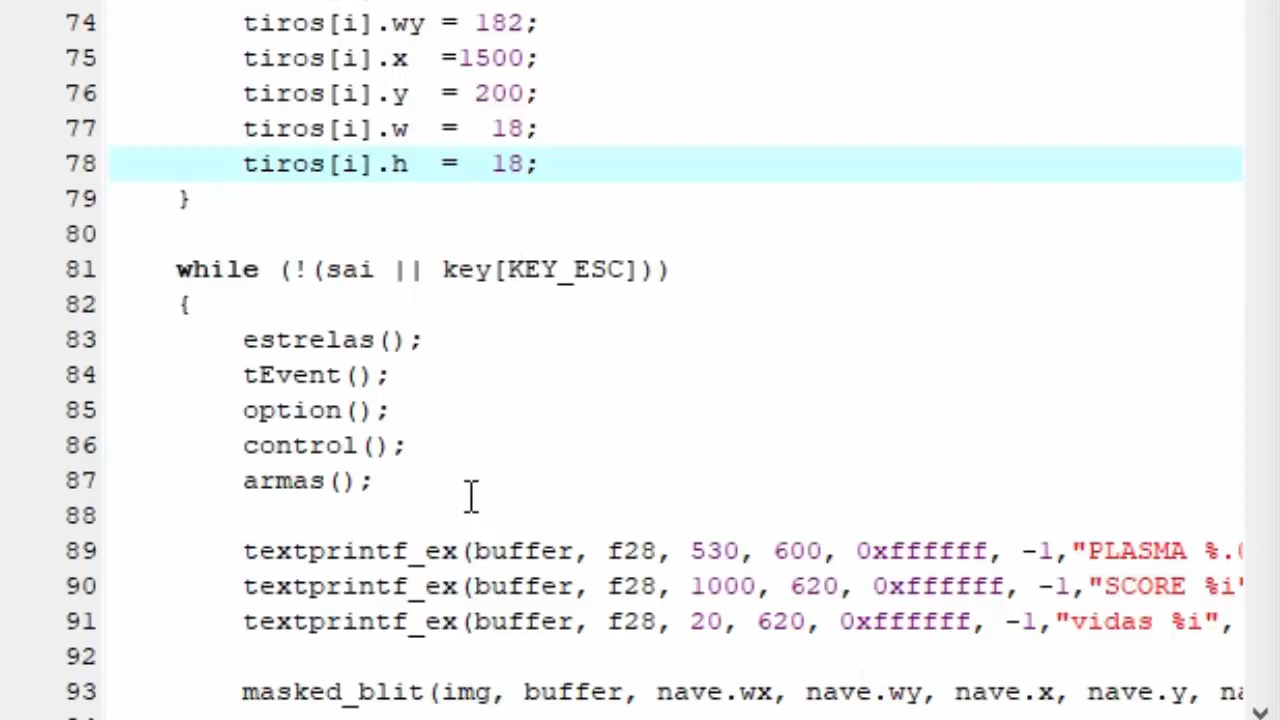 74 tiros[i].wy = 182;
75 tiros[i].x  =1500;
76 tiros[i].y  = 200;
77 tiros[i].w  =  18;
78 tiros[i].h  =  18;
79 }
80
81 while (!(sai || key[KEY_ESC]))
82 {
83 estrelas();
84 tEvent();
85 option();
86 control();
87 armas();
88
89 textprintf_ex(buffer, f28, 530, 600, 0xffffff, -1,"PLASMA %.
90 textprintf_ex(buffer, f28, 1000, 620, 0xffffff, -1,"SCORE %i"
91 textprintf_ex(buffer, f28, 20, 620, 0xffffff, -1,"vidas %i",
92
93 masked_blit(img, buffer, nave.wx, nave.wy, nave.x, nave.y, na